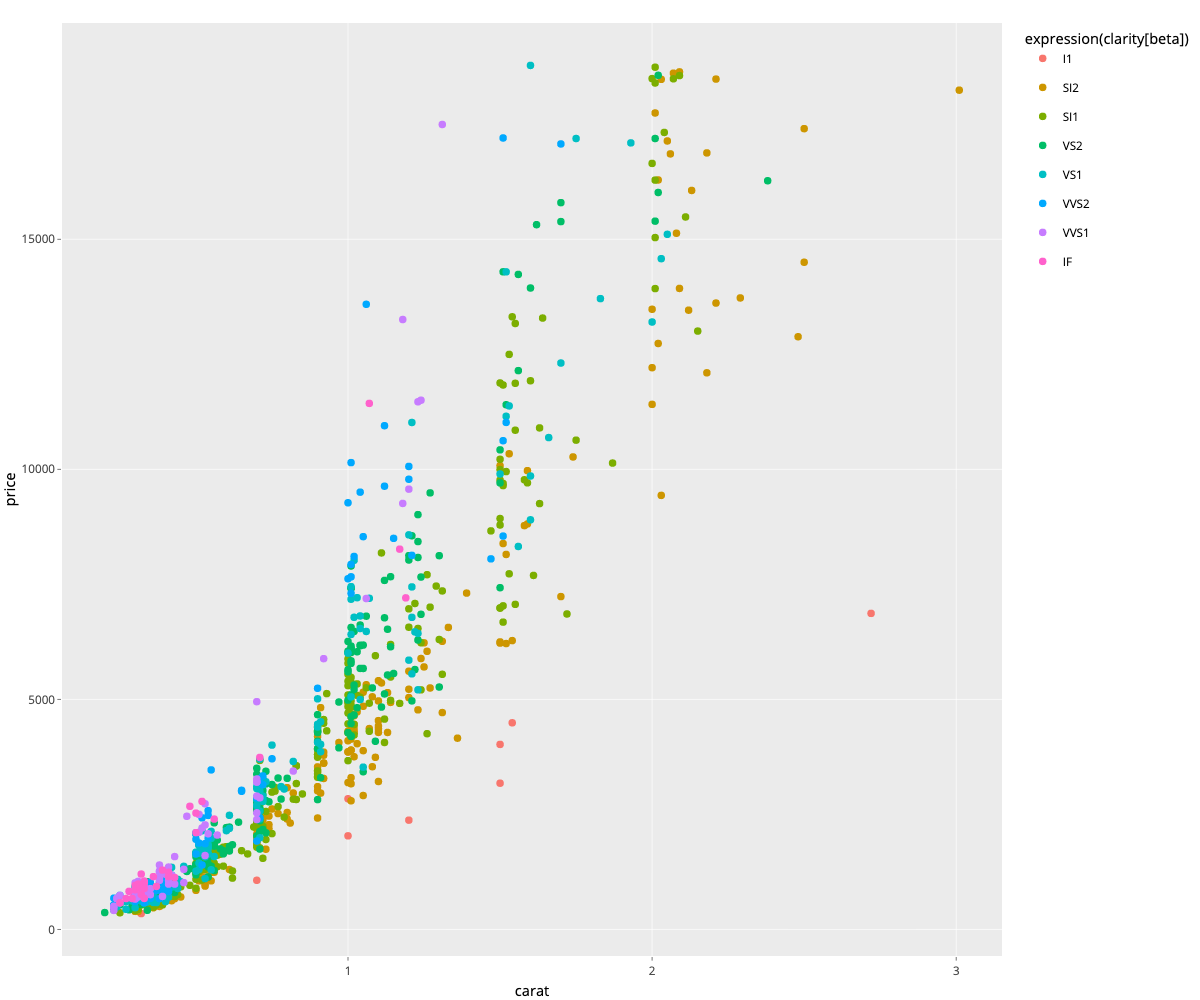 expression(clarity[beta])
I1
SI2
SI1
VS2
VS1
VVS2
VVS1
IF
15000
10000
5000
0
price
1 2 3
carat